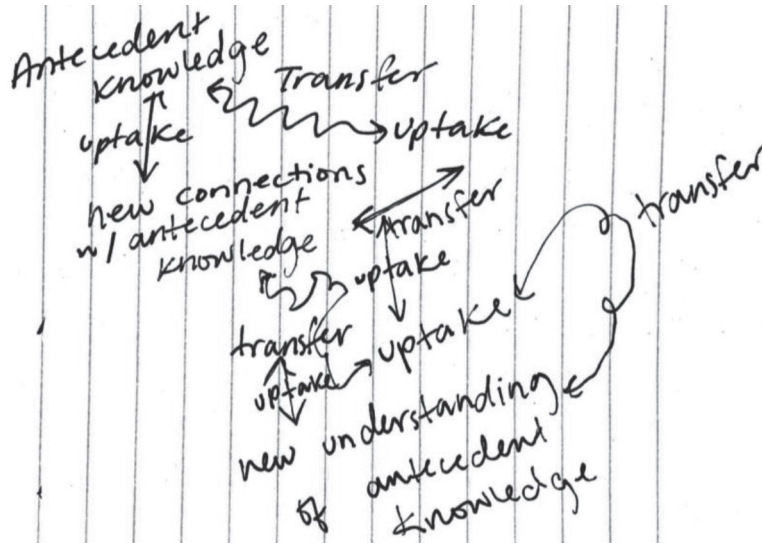 Antecedent
knowledge
Transfer
uptake
uptake
new connections
w/ antecedent
knowledge
transfer
transfer
uptake
transfer
uptake
uptake
new understanding
of antecedent
knowledge